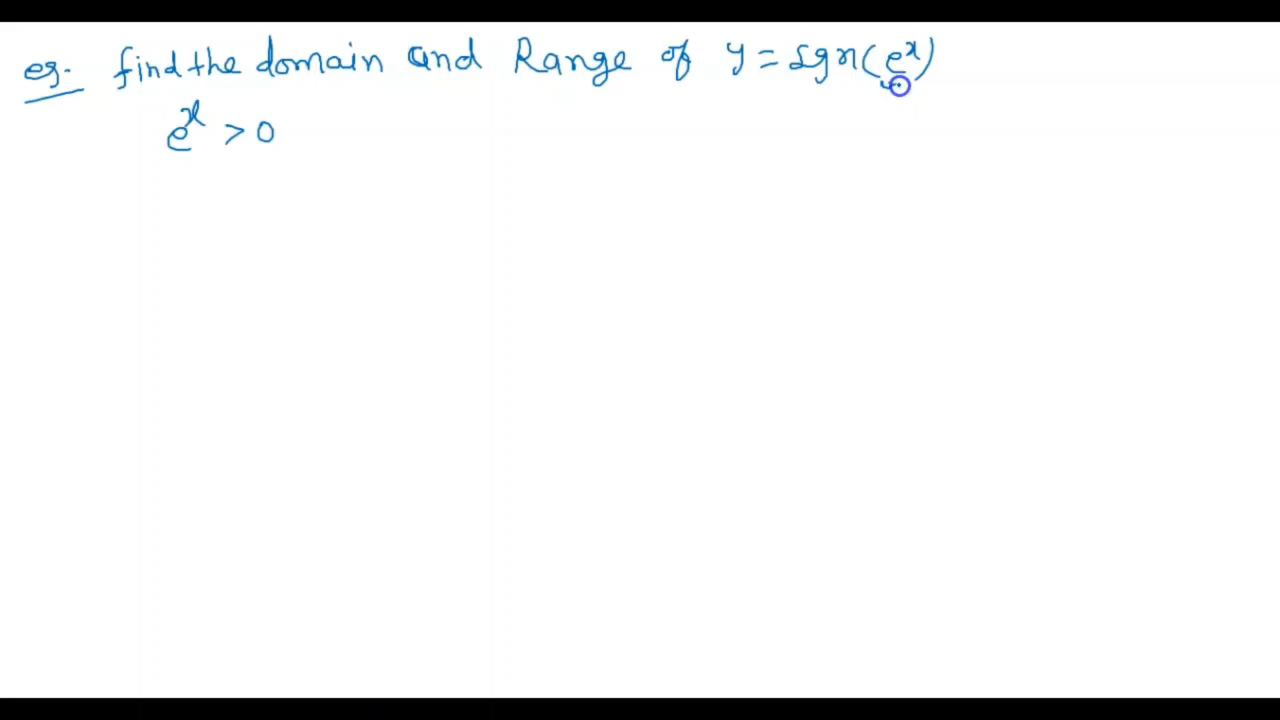 eg. find the domain and Range of y = sgn(e^x)
e^x > 0